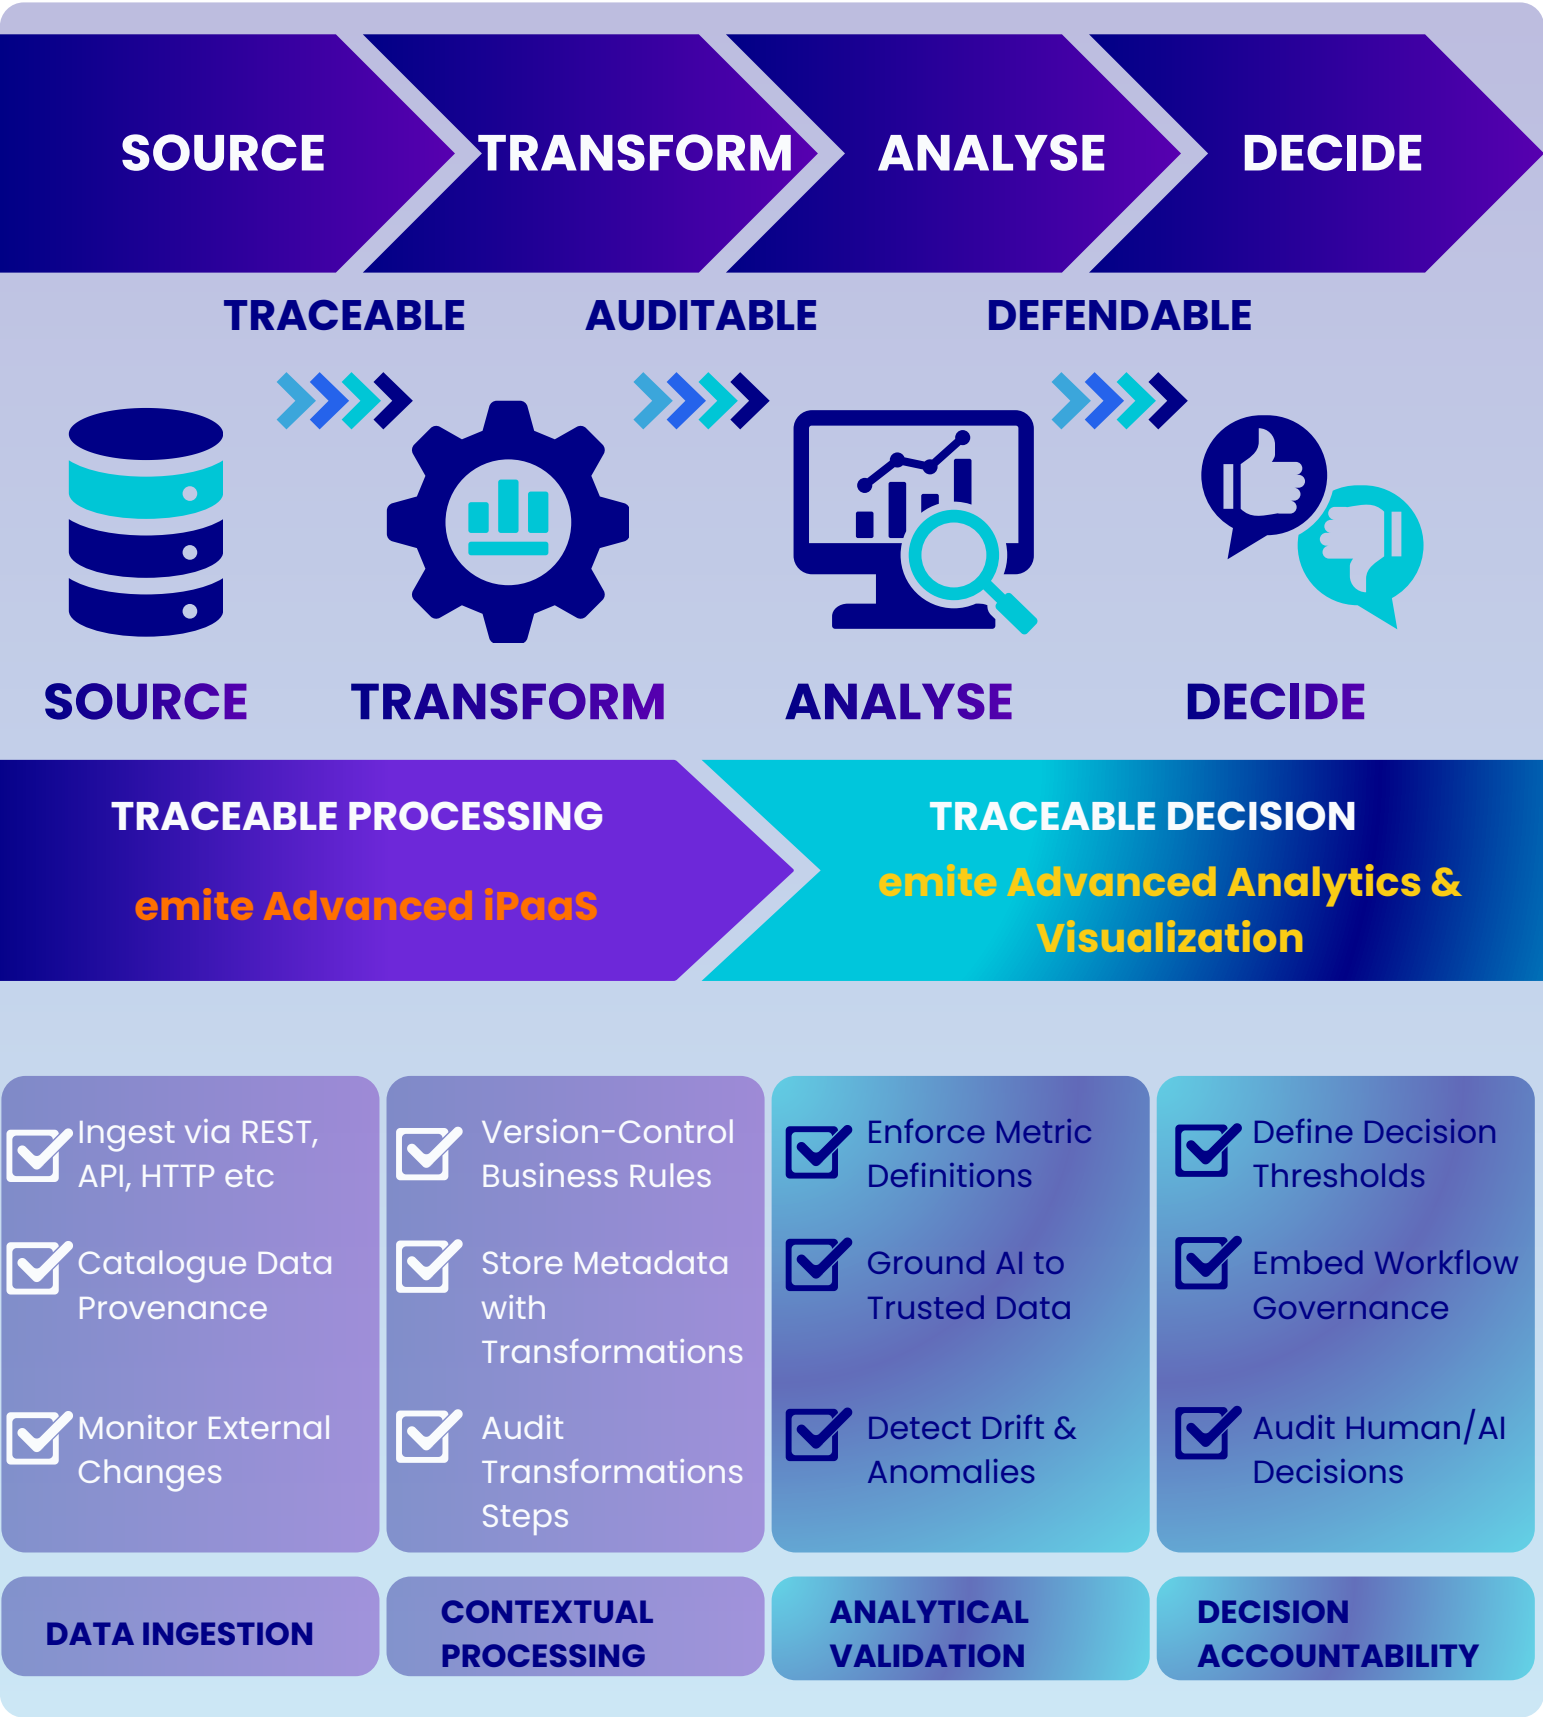 SOURCE
TRANSFORM
ANALYSE
DECIDE
TRACEABLE
AUDITABLE
DEFENDABLE
SOURCE
TRANSFORM
ANALYSE
DECIDE
TRACEABLE PROCESSING
emite Advanced iPaaS
TRACEABLE DECISION
emite Advanced Analytics &
Visualization
Ingest via REST,
API, HTTP etc
Catalogue Data
Provenance
Monitor External
Changes
Version-Control
Business Rules
Store Metadata
with
Transformations
Audit
Transformations
Steps
Enforce Metric
Definitions
Ground AI to
Trusted Data
Detect Drift &
Anomalies
Define Decision
Thresholds
Embed Workflow
Governance
Audit Human/AI
Decisions
DATA INGESTION
CONTEXTUAL
PROCESSING
ANALYTICAL
VALIDATION
DECISION
ACCOUNTABILITY